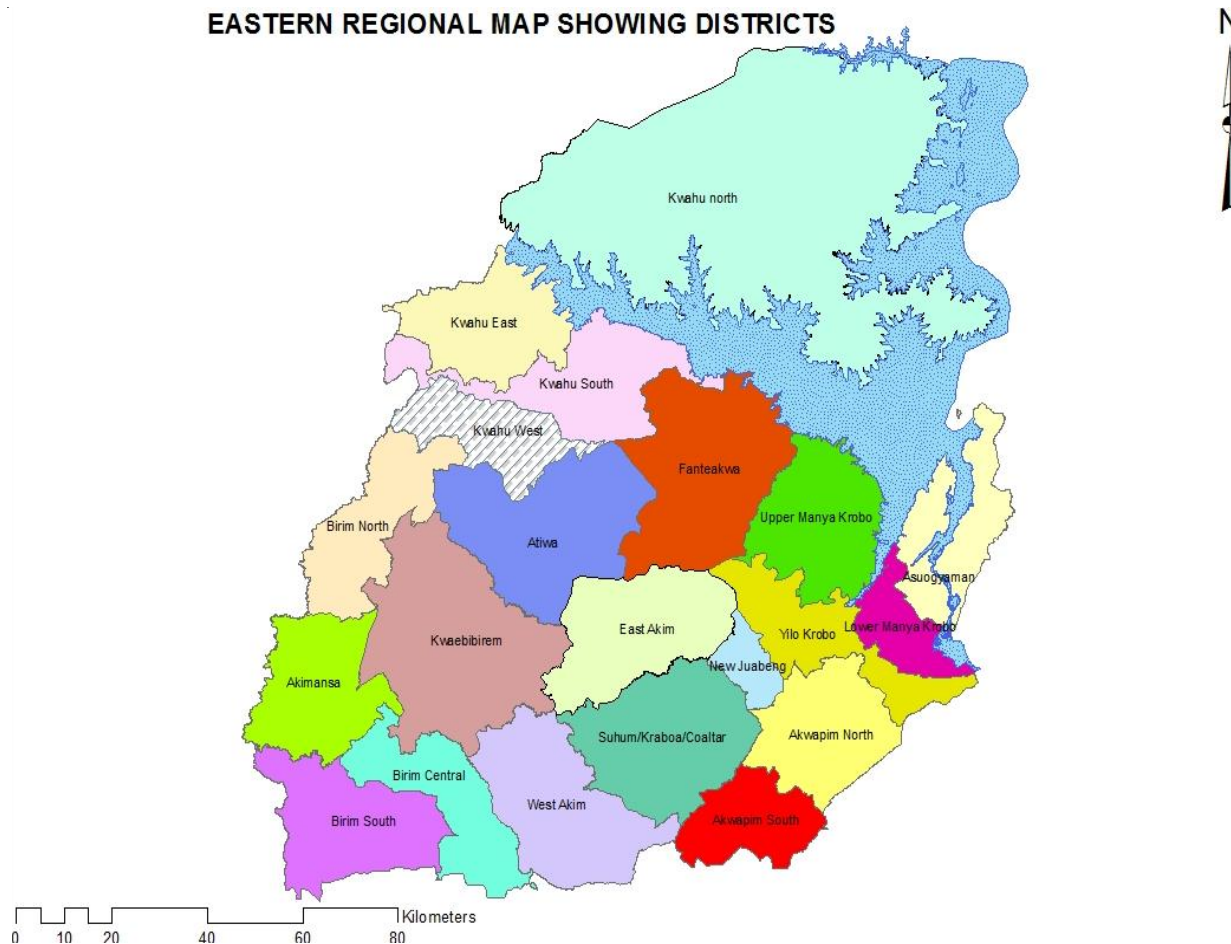 EASTERN REGIONAL MAP SHOWING DISTRICTS
N
Kwahu north
Kwahu East
Kwahu South
Kwahu West
Fanteakwa
Upper Manya Krobo
Birim North
Atiwa
Asuogyaman
East Akim
Yilo Krobo
Lower Manya Krobo
Kwaebibirem
New Juabeng
Akimansa
Suhum/Kraboa/Coaltar
Akwapim North
Birim Central
West Akim
Birim South
Akwapim South
Kilometers
0 10 20 40 60 80